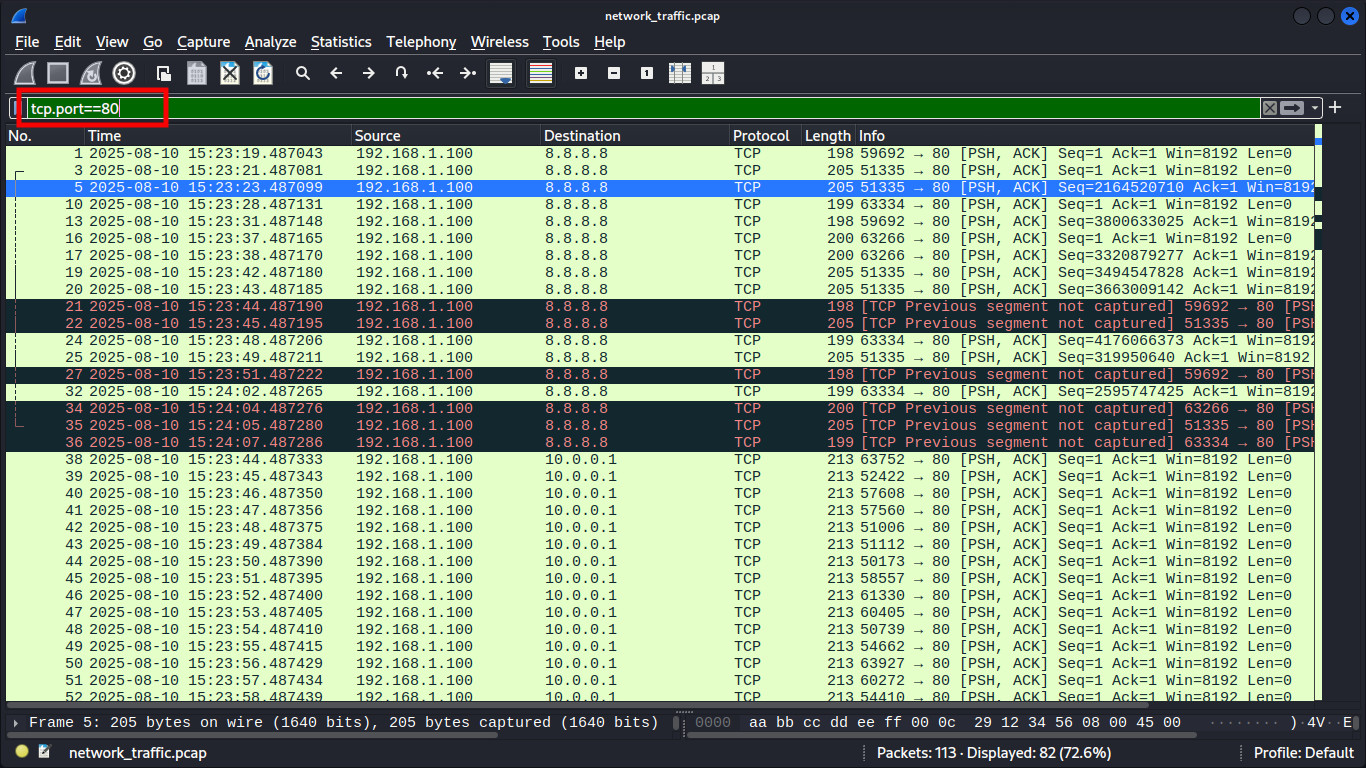 network_traffic.pcap
File Edit View Go Capture Analyze Statistics Telephony Wireless Tools Help
tcp.port==80
No. Time Source Destination Protocol Length Info
1 2025-08-10 15:23:19.487043 192.168.1.100 8.8.8.8 TCP 198 59692 → 80 [PSH, ACK] Seq=1 Ack=1 Win=8192 Len=0
3 2025-08-10 15:23:21.487081 192.168.1.100 8.8.8.8 TCP 205 51335 → 80 [PSH, ACK] Seq=1 Ack=1 Win=8192 Len=0
5 2025-08-10 15:23:23.487099 192.168.1.100 8.8.8.8 TCP 205 51335 → 80 [PSH, ACK] Seq=2164520710 Ack=1 Win=8192
10 2025-08-10 15:23:28.487131 192.168.1.100 8.8.8.8 TCP 199 63334 → 80 [PSH, ACK] Seq=1 Ack=1 Win=8192 Len=0
13 2025-08-10 15:23:31.487148 192.168.1.100 8.8.8.8 TCP 198 59692 → 80 [PSH, ACK] Seq=3800633025 Ack=1 Win=8192
16 2025-08-10 15:23:37.487165 192.168.1.100 8.8.8.8 TCP 200 63266 → 80 [PSH, ACK] Seq=1 Ack=1 Win=8192 Len=0
17 2025-08-10 15:23:38.487170 192.168.1.100 8.8.8.8 TCP 200 63266 → 80 [PSH, ACK] Seq=3320879277 Ack=1 Win=8192
19 2025-08-10 15:23:42.487180 192.168.1.100 8.8.8.8 TCP 205 51335 → 80 [PSH, ACK] Seq=3494547828 Ack=1 Win=8192
20 2025-08-10 15:23:43.487185 192.168.1.100 8.8.8.8 TCP 205 51335 → 80 [PSH, ACK] Seq=3663009142 Ack=1 Win=8192
21 2025-08-10 15:23:44.487190 192.168.1.100 8.8.8.8 TCP 198 [TCP Previous segment not captured] 59692 → 80 [PSH
22 2025-08-10 15:23:45.487195 192.168.1.100 8.8.8.8 TCP 205 [TCP Previous segment not captured] 51335 → 80 [PSH
24 2025-08-10 15:23:48.487206 192.168.1.100 8.8.8.8 TCP 199 63334 → 80 [PSH, ACK] Seq=4176066373 Ack=1 Win=8192
25 2025-08-10 15:23:49.487211 192.168.1.100 8.8.8.8 TCP 205 51335 → 80 [PSH, ACK] Seq=319950640 Ack=1 Win=8192
27 2025-08-10 15:23:51.487222 192.168.1.100 8.8.8.8 TCP 198 [TCP Previous segment not captured] 59692 → 80 [PSH
32 2025-08-10 15:24:02.487265 192.168.1.100 8.8.8.8 TCP 199 63334 → 80 [PSH, ACK] Seq=2595747425 Ack=1 Win=8192
34 2025-08-10 15:24:04.487276 192.168.1.100 8.8.8.8 TCP 200 [TCP Previous segment not captured] 63266 → 80 [PSH
35 2025-08-10 15:24:05.487280 192.168.1.100 8.8.8.8 TCP 205 [TCP Previous segment not captured] 51335 → 80 [PSH
36 2025-08-10 15:24:07.487286 192.168.1.100 8.8.8.8 TCP 199 [TCP Previous segment not captured] 63334 → 80 [PSH
38 2025-08-10 15:23:44.487333 192.168.1.100 10.0.0.1 TCP 213 63752 → 80 [PSH, ACK] Seq=1 Ack=1 Win=8192 Len=0
39 2025-08-10 15:23:45.487343 192.168.1.100 10.0.0.1 TCP 213 52422 → 80 [PSH, ACK] Seq=1 Ack=1 Win=8192 Len=0
40 2025-08-10 15:23:46.487350 192.168.1.100 10.0.0.1 TCP 213 57608 → 80 [PSH, ACK] Seq=1 Ack=1 Win=8192 Len=0
41 2025-08-10 15:23:47.487356 192.168.1.100 10.0.0.1 TCP 213 57560 → 80 [PSH, ACK] Seq=1 Ack=1 Win=8192 Len=0
42 2025-08-10 15:23:48.487375 192.168.1.100 10.0.0.1 TCP 213 51006 → 80 [PSH, ACK] Seq=1 Ack=1 Win=8192 Len=0
43 2025-08-10 15:23:49.487384 192.168.1.100 10.0.0.1 TCP 213 51112 → 80 [PSH, ACK] Seq=1 Ack=1 Win=8192 Len=0
44 2025-08-10 15:23:50.487390 192.168.1.100 10.0.0.1 TCP 213 50173 → 80 [PSH, ACK] Seq=1 Ack=1 Win=8192 Len=0
45 2025-08-10 15:23:51.487395 192.168.1.100 10.0.0.1 TCP 213 58557 → 80 [PSH, ACK] Seq=1 Ack=1 Win=8192 Len=0
46 2025-08-10 15:23:52.487400 192.168.1.100 10.0.0.1 TCP 213 61330 → 80 [PSH, ACK] Seq=1 Ack=1 Win=8192 Len=0
47 2025-08-10 15:23:53.487405 192.168.1.100 10.0.0.1 TCP 213 60405 → 80 [PSH, ACK] Seq=1 Ack=1 Win=8192 Len=0
48 2025-08-10 15:23:54.487410 192.168.1.100 10.0.0.1 TCP 213 50739 → 80 [PSH, ACK] Seq=1 Ack=1 Win=8192 Len=0
49 2025-08-10 15:23:55.487415 192.168.1.100 10.0.0.1 TCP 213 54662 → 80 [PSH, ACK] Seq=1 Ack=1 Win=8192 Len=0
50 2025-08-10 15:23:56.487429 192.168.1.100 10.0.0.1 TCP 213 63927 → 80 [PSH, ACK] Seq=1 Ack=1 Win=8192 Len=0
51 2025-08-10 15:23:57.487434 192.168.1.100 10.0.0.1 TCP 213 60272 → 80 [PSH, ACK] Seq=1 Ack=1 Win=8192 Len=0
52 2025-08-10 15:23:58.487439 192.168.1.100 10.0.0.1 TCP 213 54410 → 80 [PSH, ACK] Seq=1 Ack=1 Win=8192 Len=0
Frame 5: 205 bytes on wire (1640 bits), 205 bytes captured (1640 bits) 0000 aa bb cc dd ee ff 00 0c 29 12 34 56 08 00 45 00 ········ )·4V··E
network_traffic.pcap Packets: 113 · Displayed: 82 (72.6%) Profile: Default